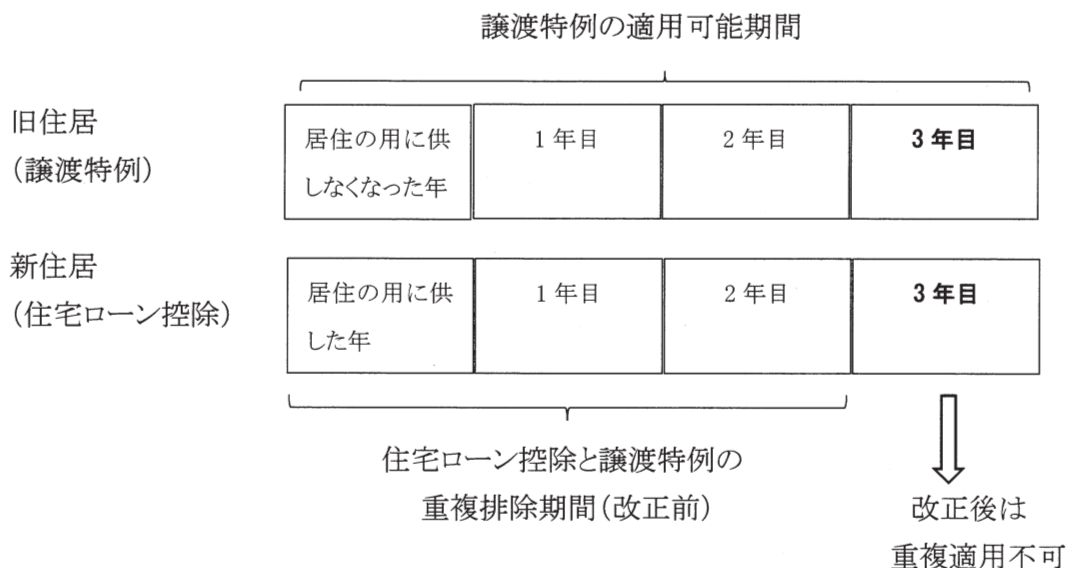 譲渡特例の適用可能期間
旧住居
(譲渡特例)
居住の用に供
しなくなった年
1年目
2年目
3年目
新住居
(住宅ローン控除)
居住の用に供
した年
1年目
2年目
3年目
住宅ローン控除と譲渡特例の
重複排除期間(改正前)
改正後は
重複適用不可